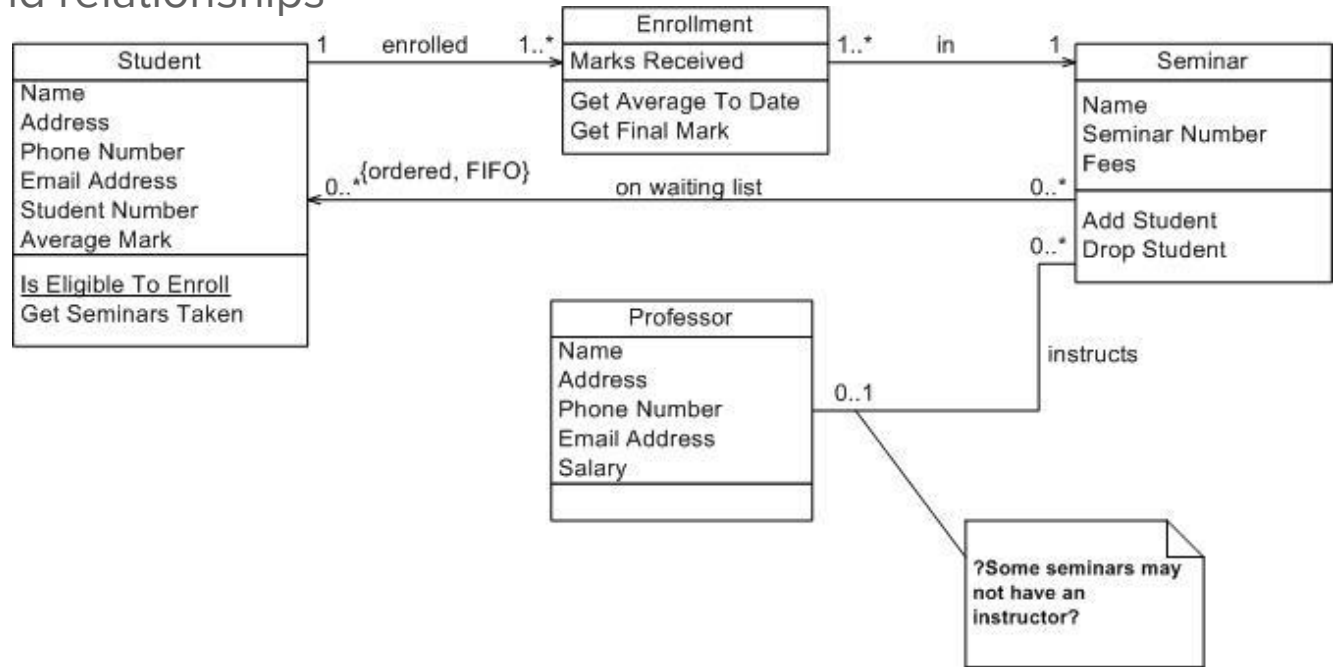 nd relationships
Enrollment
Marks Received
Get Average To Date
Get Final Mark
1 enrolled 1..*
1..* in 1
Student
Name
Address
Phone Number
Email Address
Student Number
Average Mark
Is Eligible To Enroll
Get Seminars Taken
Seminar
Name
Seminar Number
Fees
Add Student
Drop Student
0..* {ordered, FIFO} on waiting list 0..*
0..*
instructs
0..1
Professor
Name
Address
Phone Number
Email Address
Salary
?Some seminars may
not have an
instructor?